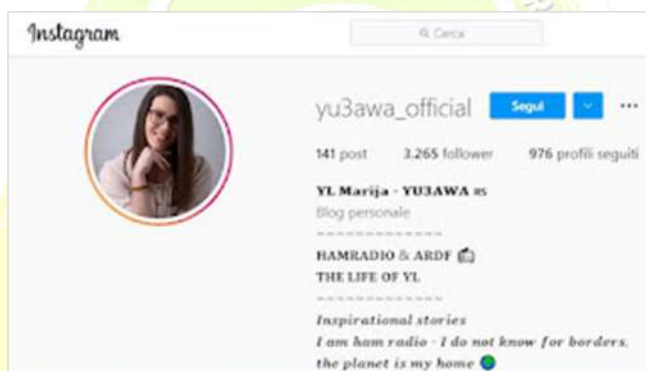 Instagram
Cerca
yu3awa_official Segui
141 post 3.265 follower 976 profili seguiti
YL Marija - YU3AWA RS
Blog personale
~~~~~~~~~~~~~
HAMRADIO & ARDF 📻
THE LIFE OF YL
~~~~~~~~~~~~~
Inspirational stories
I am ham radio - I do not know for borders,
the planet is my home 🌍